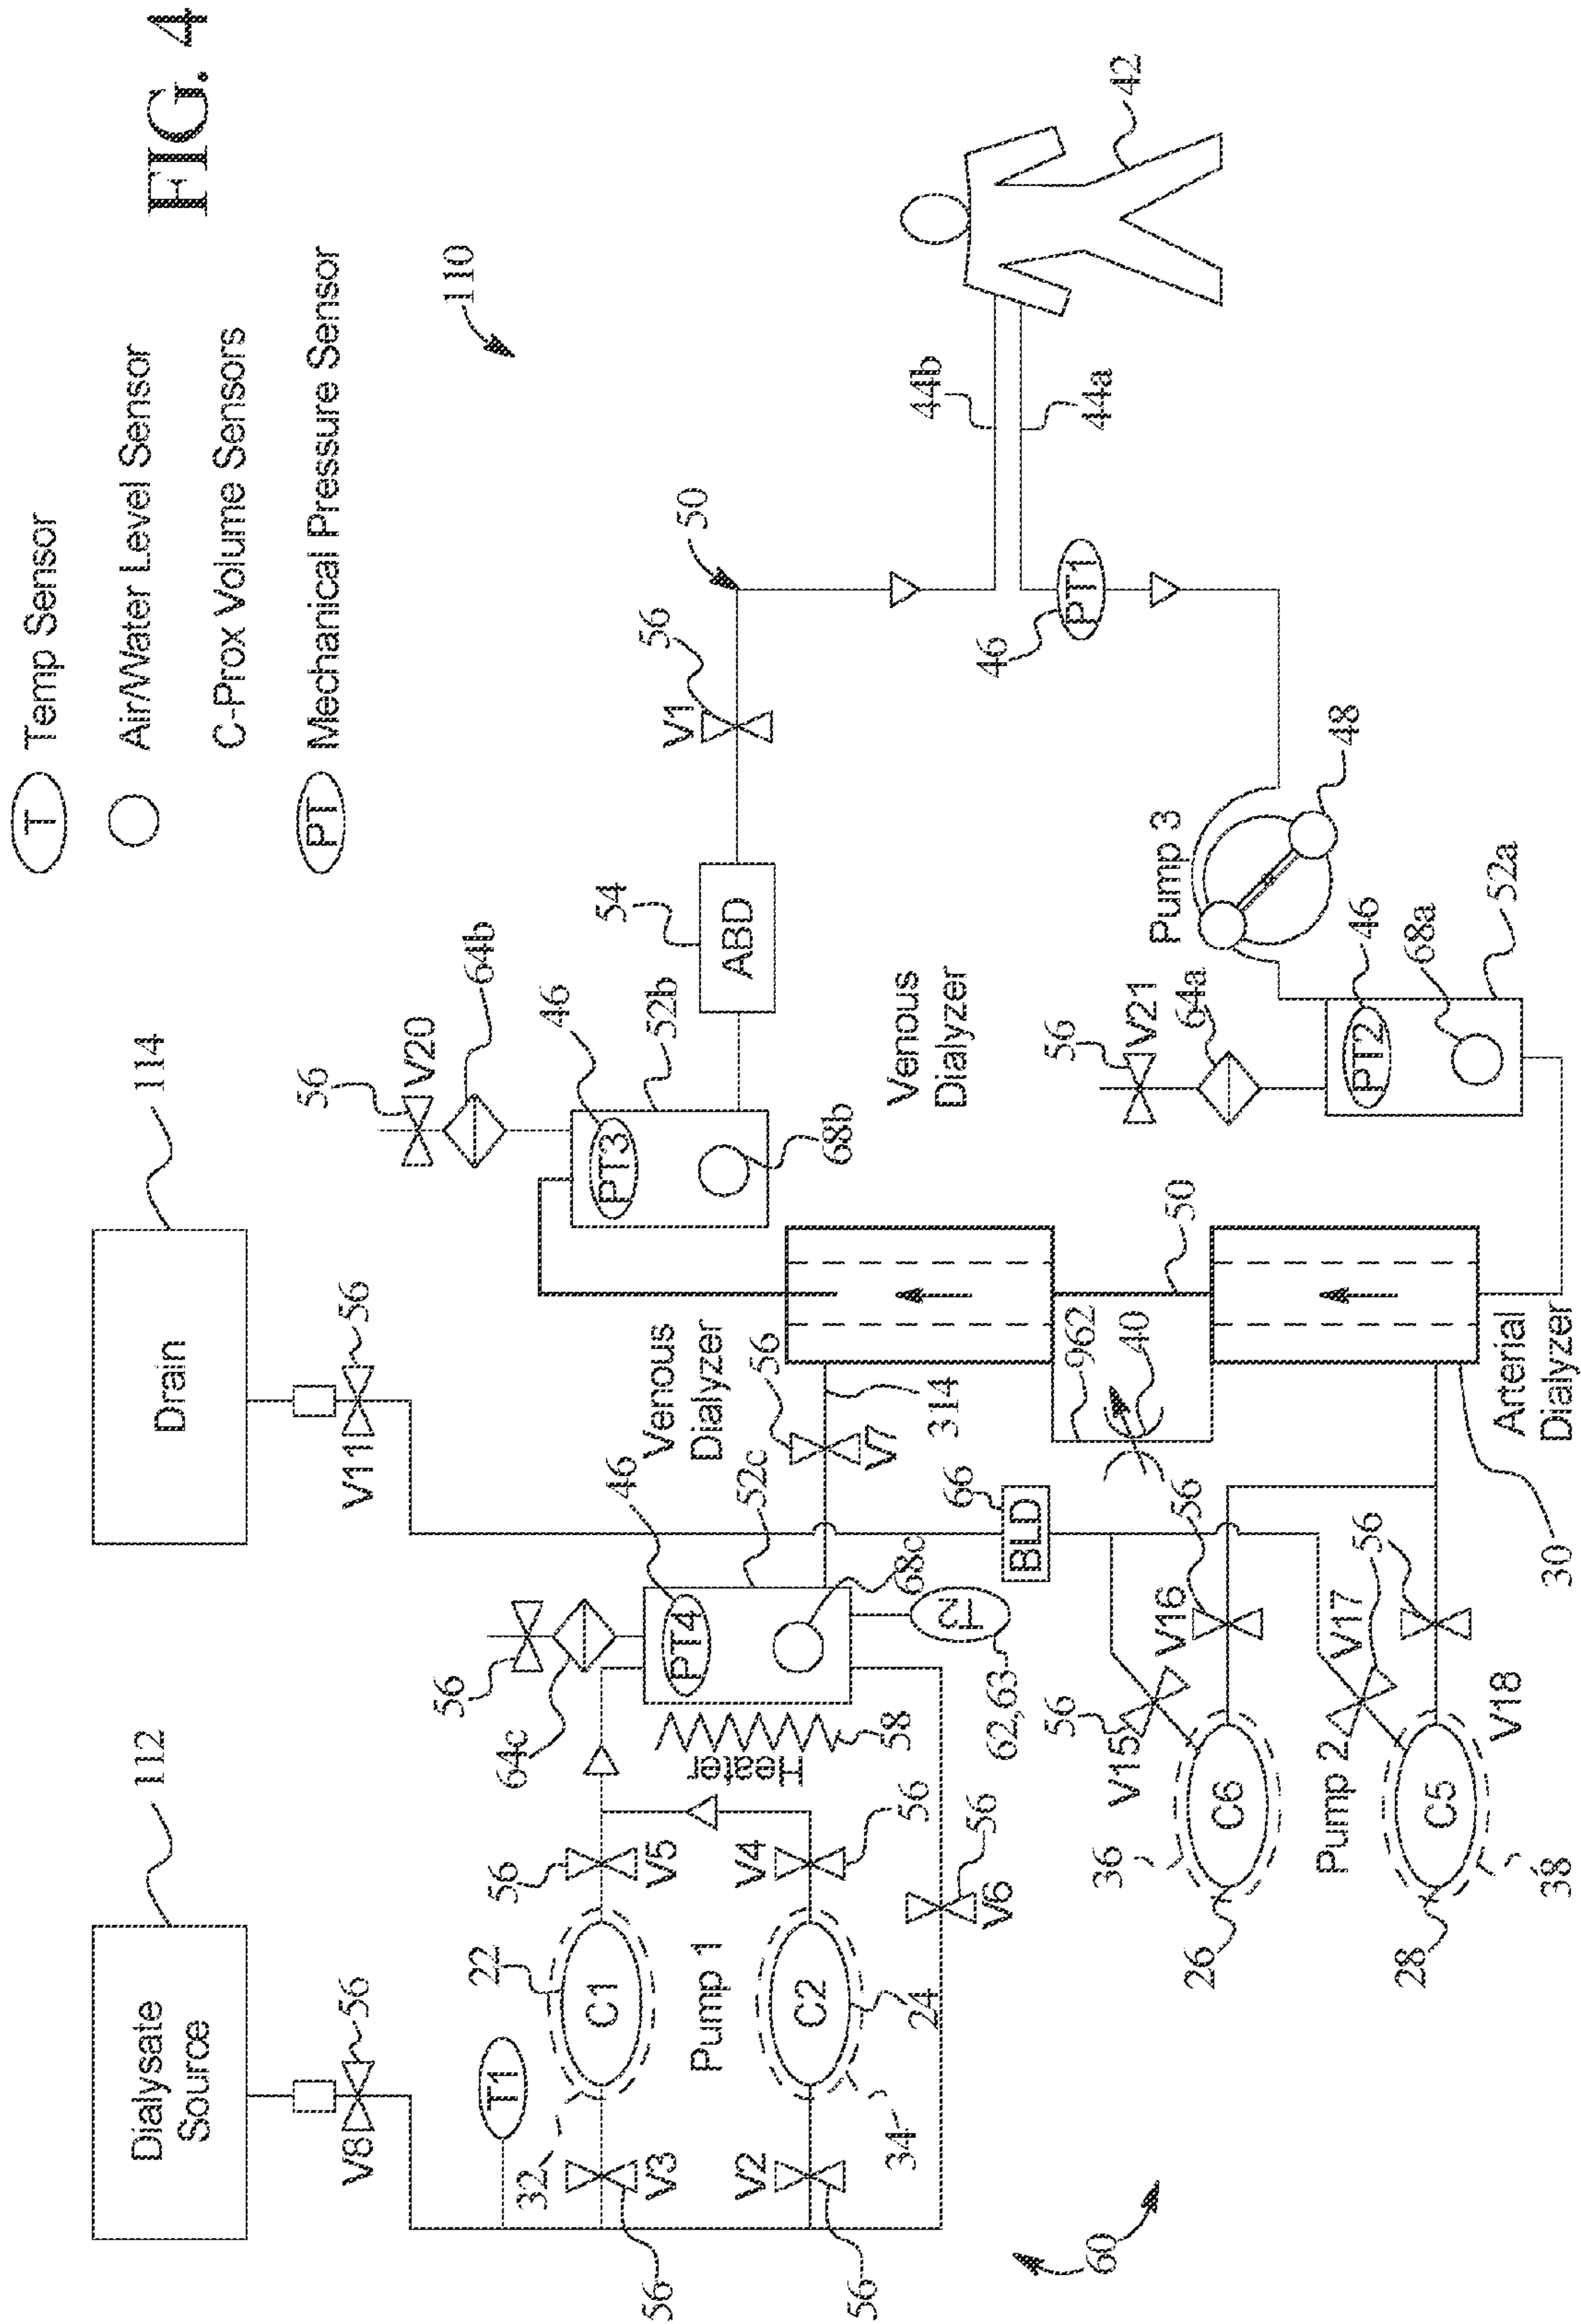 FIG. 4
T Temp Sensor
Air/Water Level Sensor
C-Prox Volume Sensors
PT Mechanical Pressure Sensor
110
Dialysate
Source
112
Drain
114
V8
56
V11
56
56
V20
64b
T1
32
22
C1
V3
56
56
V5
Pump 1
V2
56
C2
34
24
V4
56
V6
56
64c
56
Heater
58
46
PT4
52c
68c
T2
62,63
Venous
Dialyzer
56
V7
314
46
PT3
52b
68b
54
ABD
V1
56
50
44b
44a
42
46
PT1
Venous
Dialyzer
66
BLD
962
40
50
56
V21
64a
Pump 3
48
PT2
46
68a
52a
V15
56
V16
56
36
C6
26
Pump 2
V17
56
C5
28
38
V18
30
Arterial
Dialyzer
60